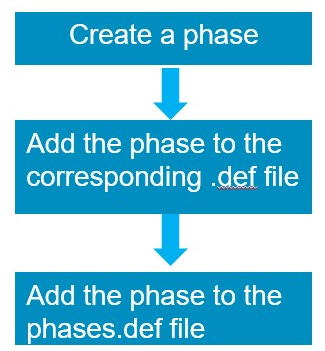 Create a phase
Add the phase to the
corresponding .def file
Add the phase to the
phases.def file